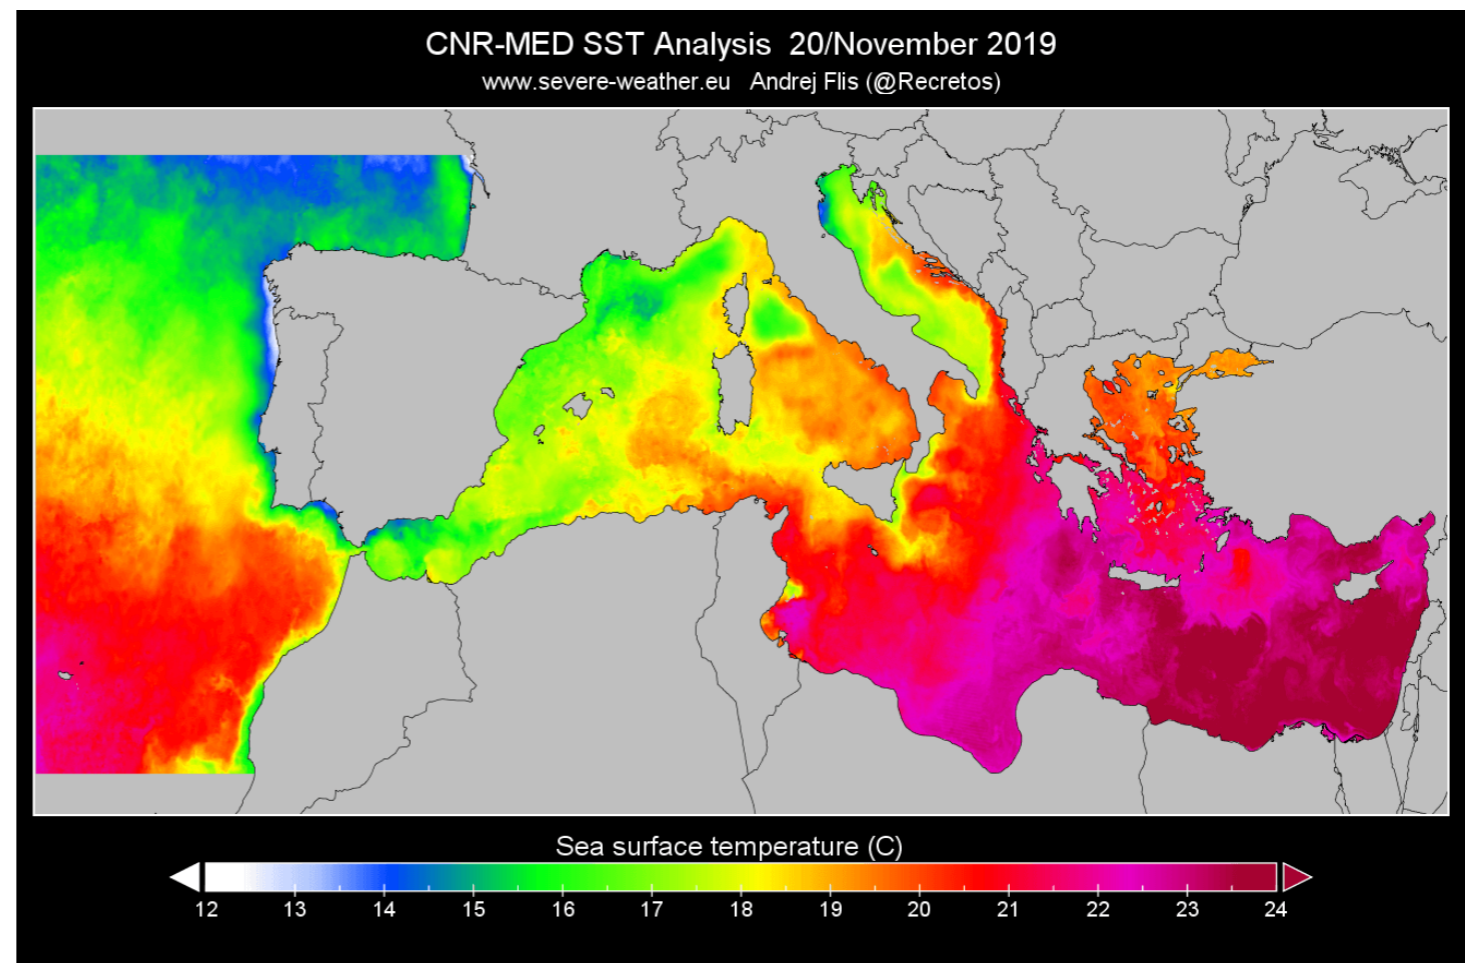 CNR-MED SST Analysis  20/November 2019
www.severe-weather.eu   Andrej Flis (@Recretos)
Sea surface temperature (C)
12 13 14 15 16 17 18 19 20 21 22 23 24